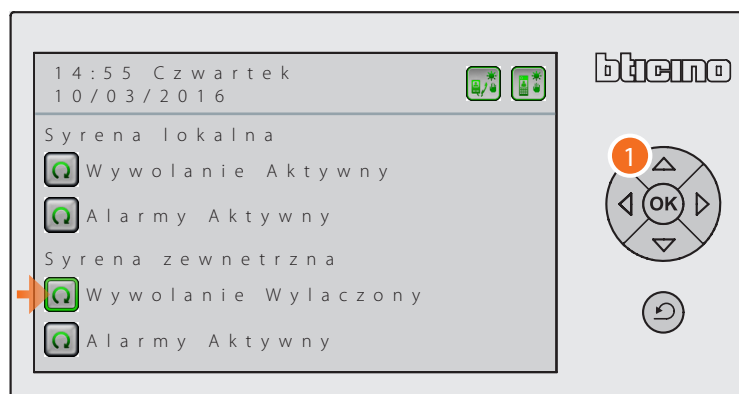 14:55 Czwartek
10/03/2016
bticino
Syrena lokalna
Wywolanie Aktywny
Alarmy Aktywny
Syrena zewnetrzna
Wywolanie Wylaczony
Alarmy Aktywny
1
OK